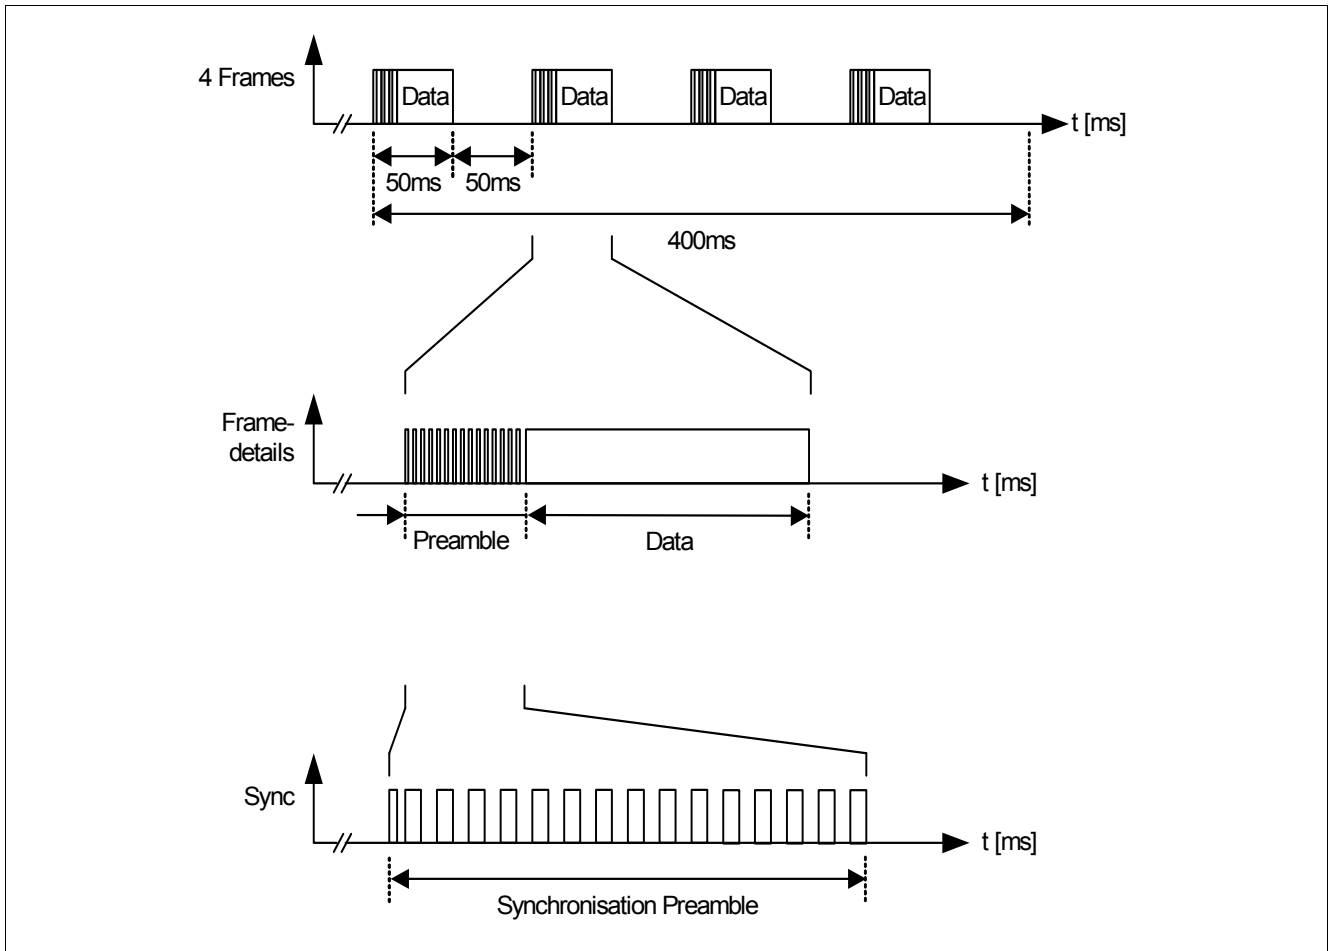 4 Frames
Data
Data
Data
Data
t [ms]
50ms
50ms
400ms
Frame-
details
t [ms]
Preamble
Data
Sync
t [ms]
Synchronisation Preamble